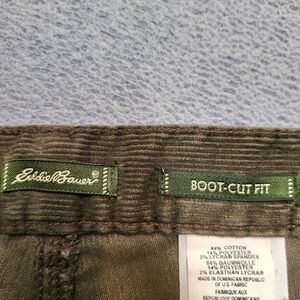 Eddie Bauer®
BOOT-CUT FIT
84% COTTON
14% POLYESTER
2% LYCRA® SPANDEX
84% BAUMWOLLE
14% POLYESTER
2% ELASTHAN LYCRA®
MADE IN DOMINICAN REPUBLIC
OF U.S. FABRIC
FABRIQUE AUX
REPUBLIQUE DOMINICAINE